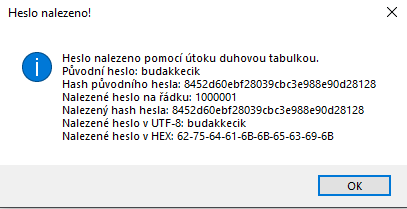 Heslo nalezeno!
Heslo nalezeno pomocí útoku duhovou tabulkou.
Původní heslo: budakkecik
Hash původního hesla: 8452d60ebf28039cbc3e988e90d28128
Nalezené heslo na řádku: 1000001
Nalezený hash hesla: 8452d60ebf28039cbc3e988e90d28128
Nalezené heslo v UTF-8: budakkecik
Nalezené heslo v HEX: 62-75-64-61-6B-6B-65-63-69-6B
OK